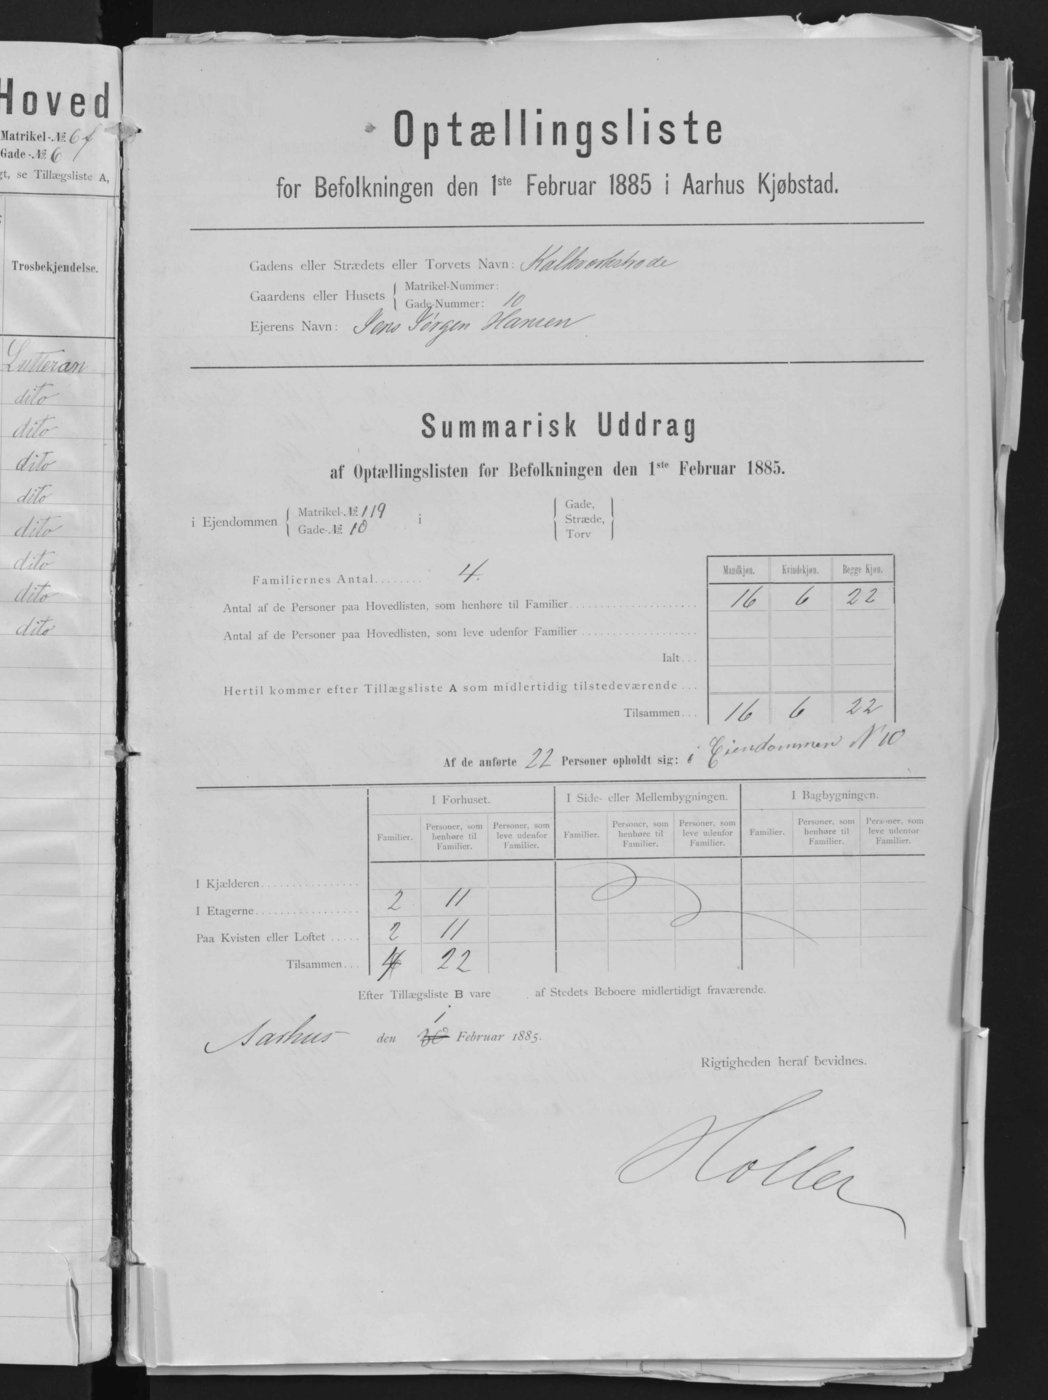 Hoved
Matrikel-№ 67
Gade-№ 6
gt, se Tillægsliste A,
Trosbekjendelse.
Lutteran
dito
dito
dito
dito
dito
dito
dito
dito
Optællingsliste
for Befolkningen den 1ste Februar 1885 i Aarhus Kjøbstad.
Gadens eller Strædets eller Torvets Navn: Kalkværkstrode
Gaardens eller Husets { Matrikel-Nummer:
Gade-Nummer: 10
Ejerens Navn: Jens Jørgen Hansen
Summarisk Uddrag
af Optællingslisten for Befolkningen den 1ste Februar 1885.
i Ejendommen { Matrikel-№ 119 i { Gade, }
Gade-№ 10 Stræde,
Torv
Familiernes Antal........ 4.
Mandkjøn. Kvindekjøn. Begge Kjøn.
Antal af de Personer paa Hovedlisten, som henhøre til Familier 16 6 22
Antal af de Personer paa Hovedlisten, som leve udenfor Familier
Ialt...
Hertil kommer efter Tillægsliste A som midlertidig tilstedeværende...
Tilsammen... 16 6 22
Af de anførte 22 Personer opholdt sig: i Eiendommen N 10
I Forhuset. I Side- eller Mellembygningen. I Bagbygningen.
Familier. Personer, som henhøre til Familier. Personer, som leve udenfor Familier. Familier. Personer, som henhøre til Familier. Personer, som leve udenfor Familier. Familier. Personer, som henhøre til Familier. Personer, som leve udenfor Familier.
I Kjælderen
I Etagerne 2 11
Paa Kvisten eller Loftet 2 11
Tilsammen... 4 22
Efter Tillægsliste B vare af Stedets Beboere midlertidigt fraværende.
Aarhus den 1 Februar 1885.
Rigtigheden heraf bevidnes.
Holler